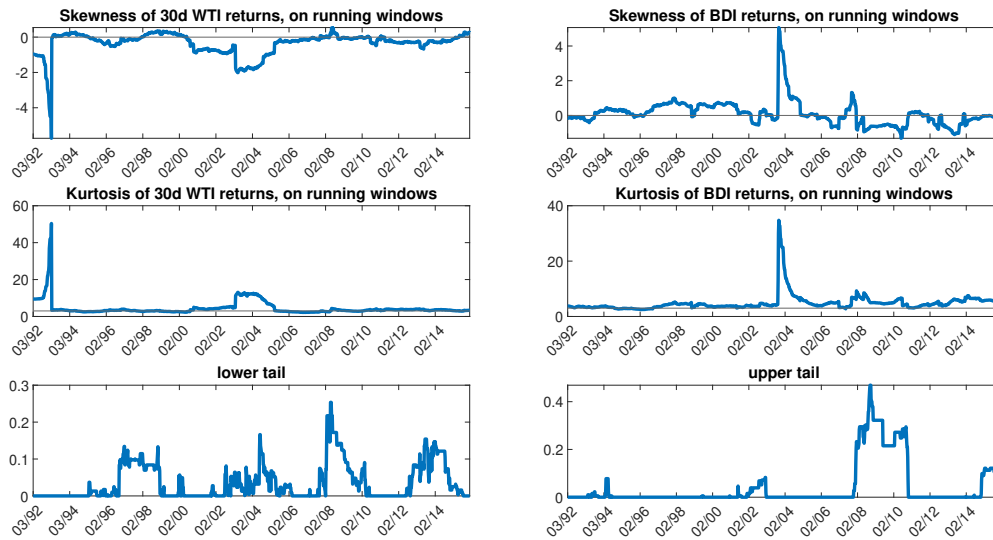 Skewness of 30d WTI returns, on running windows
0
-2
-4
03/92 02/94 02/96 02/98 02/00 02/02 02/04 02/06 02/08 02/10 02/12 02/14
Skewness of BDI returns, on running windows
4
2
0
03/92 02/94 02/96 02/98 02/00 02/02 02/04 02/06 02/08 02/10 02/12 02/14
Kurtosis of 30d WTI returns, on running windows
60
40
20
0
03/92 02/94 02/96 02/98 02/00 02/02 02/04 02/06 02/08 02/10 02/12 02/14
Kurtosis of BDI returns, on running windows
40
20
0
03/92 02/94 02/96 02/98 02/00 02/02 02/04 02/06 02/08 02/10 02/12 02/14
lower tail
0.3
0.2
0.1
0
03/92 02/94 02/96 02/98 02/00 02/02 02/04 02/06 02/08 02/10 02/12 02/14
upper tail
0.4
0.2
0
03/92 02/94 02/96 02/98 02/00 02/02 02/04 02/06 02/08 02/10 02/12 02/14